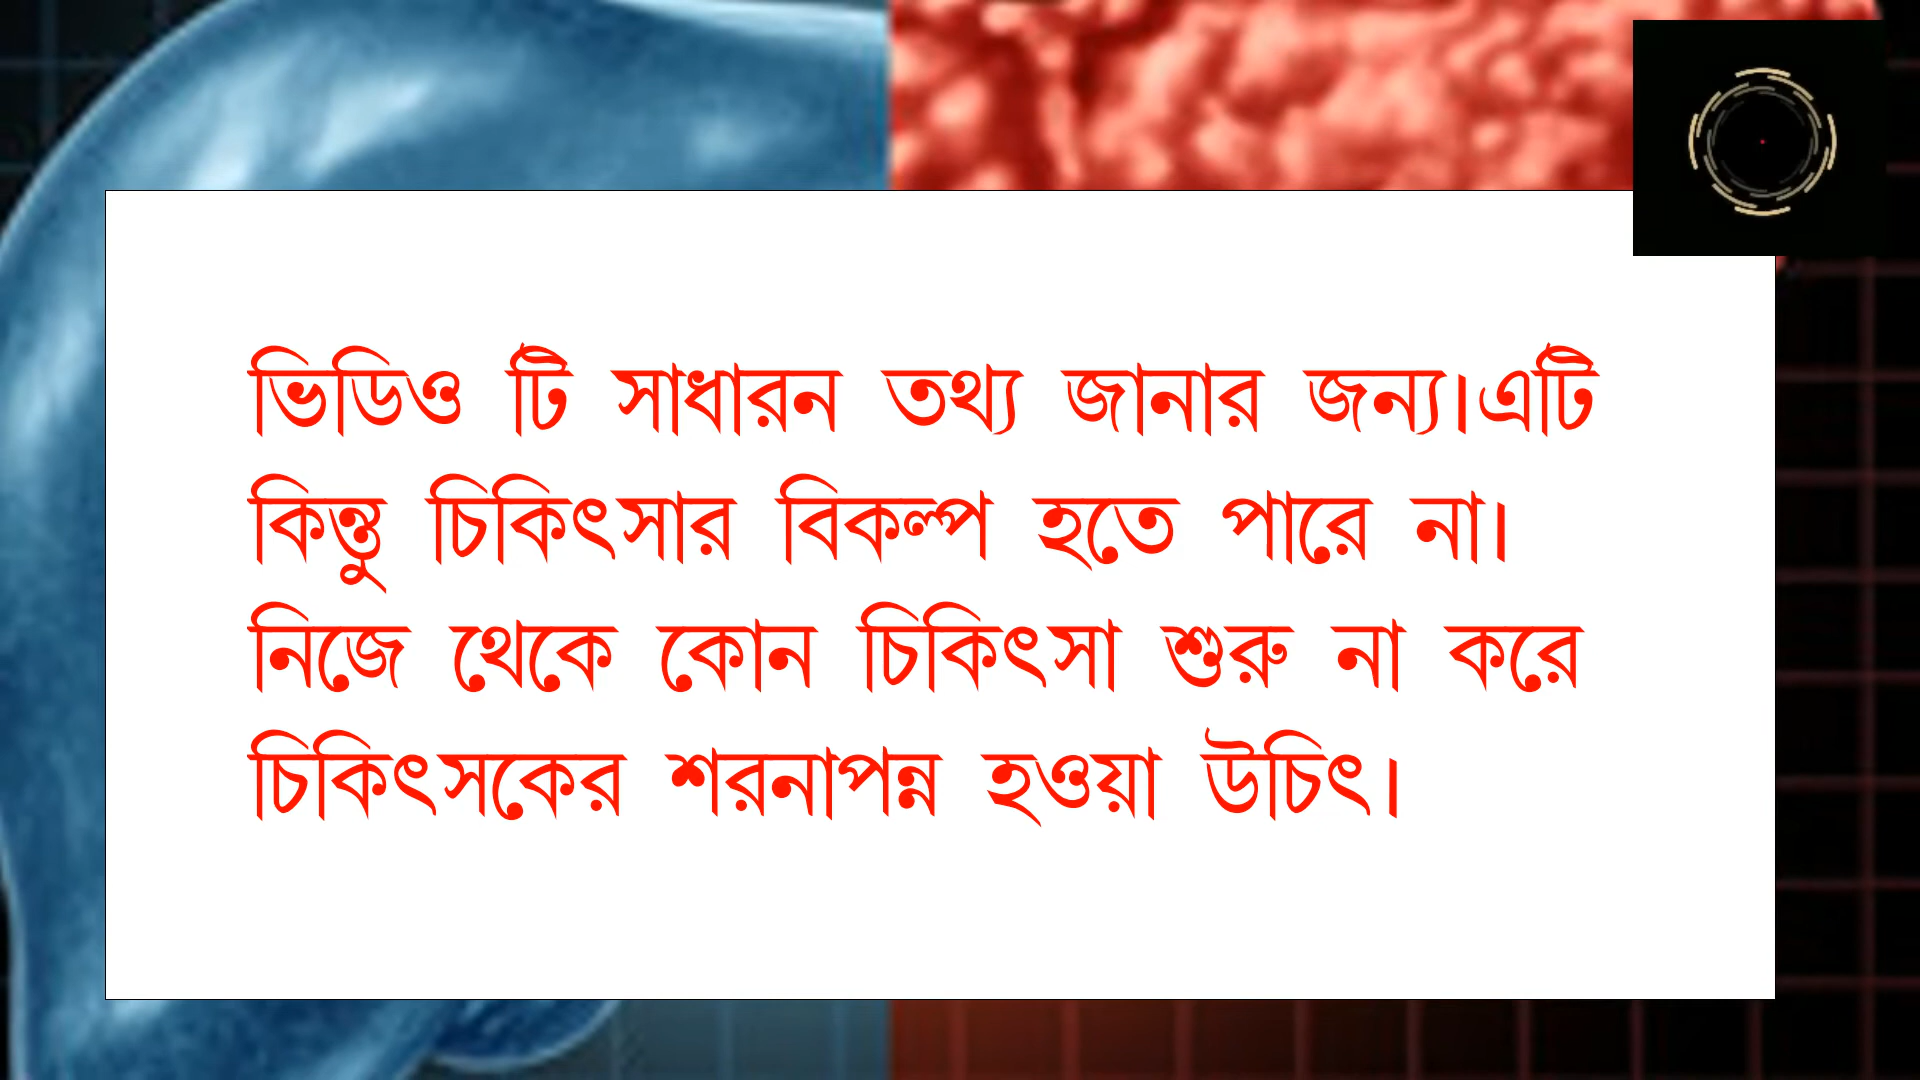 ভিডিও টি সাধারন তথ্য জানার জন্য।এটি
কিন্তু চিকিৎসার বিকল্প হতে পারে না।
নিজে থেকে কোন চিকিৎসা শুরু না করে
চিকিৎসকের শরনাপন্ন হওয়া উচিৎ।